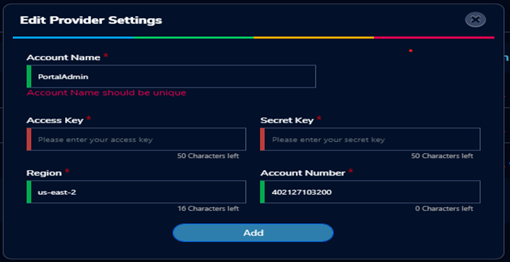 Edit Provider Settings
Account Name *
PortalAdmin
Account Name should be unique
Access Key * Secret Key *
Please enter your access key Please enter your secret key
50 Characters left 50 Characters left
Region * Account Number *
us-east-2 402127103200
16 Characters left 0 Characters left
Add